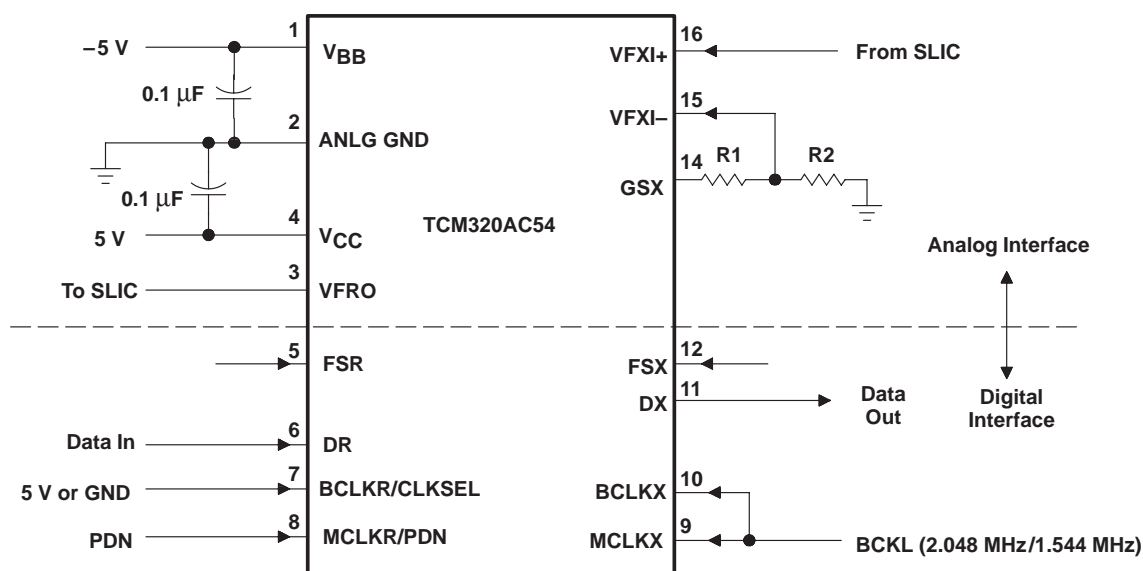 1
−5 V
VBB
0.1 μF
2
ANLG GND
0.1 μF
4
5 V
VCC
3
To SLIC
VFRO
TCM320AC54
16
VFXI+
From SLIC
15
VFXI−
14
R1
R2
GSX
Analog Interface
5
FSR
12
FSX
11
DX
Data
Out
Digital
Interface
6
Data In
DR
7
5 V or GND
BCLKR/CLKSEL
8
PDN
MCLKR/PDN
10
BCLKX
9
MCLKX
BCKL (2.048 MHz/1.544 MHz)